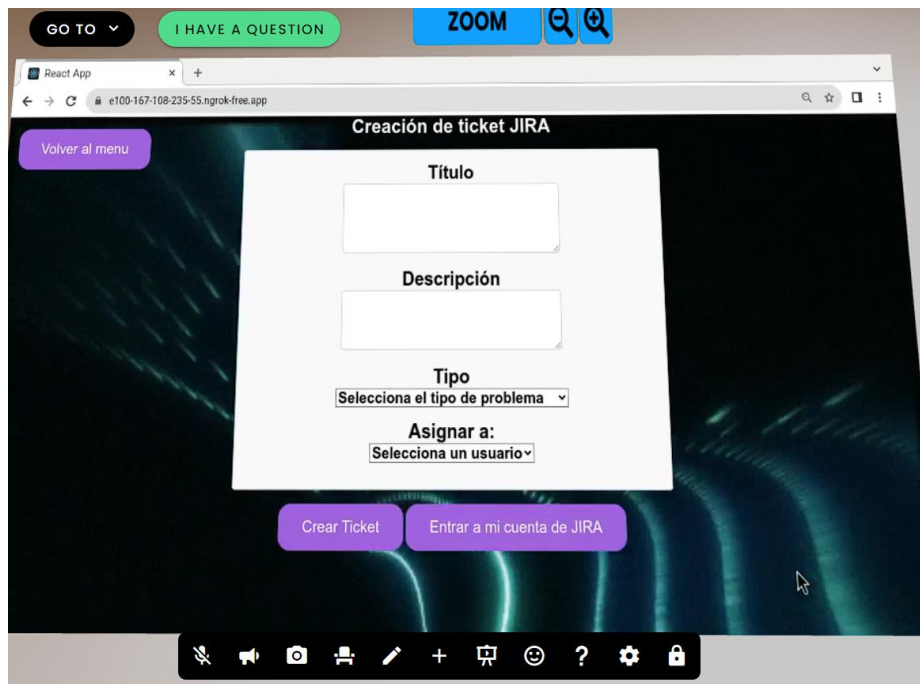 GO TO
I HAVE A QUESTION
ZOOM
React App
e100-167-108-235-55.ngrok-free.app
Creación de ticket JIRA
Volver al menu
Título
Descripción
Tipo
Selecciona el tipo de problema
Asignar a:
Selecciona un usuario
Crear Ticket
Entrar a mi cuenta de JIRA